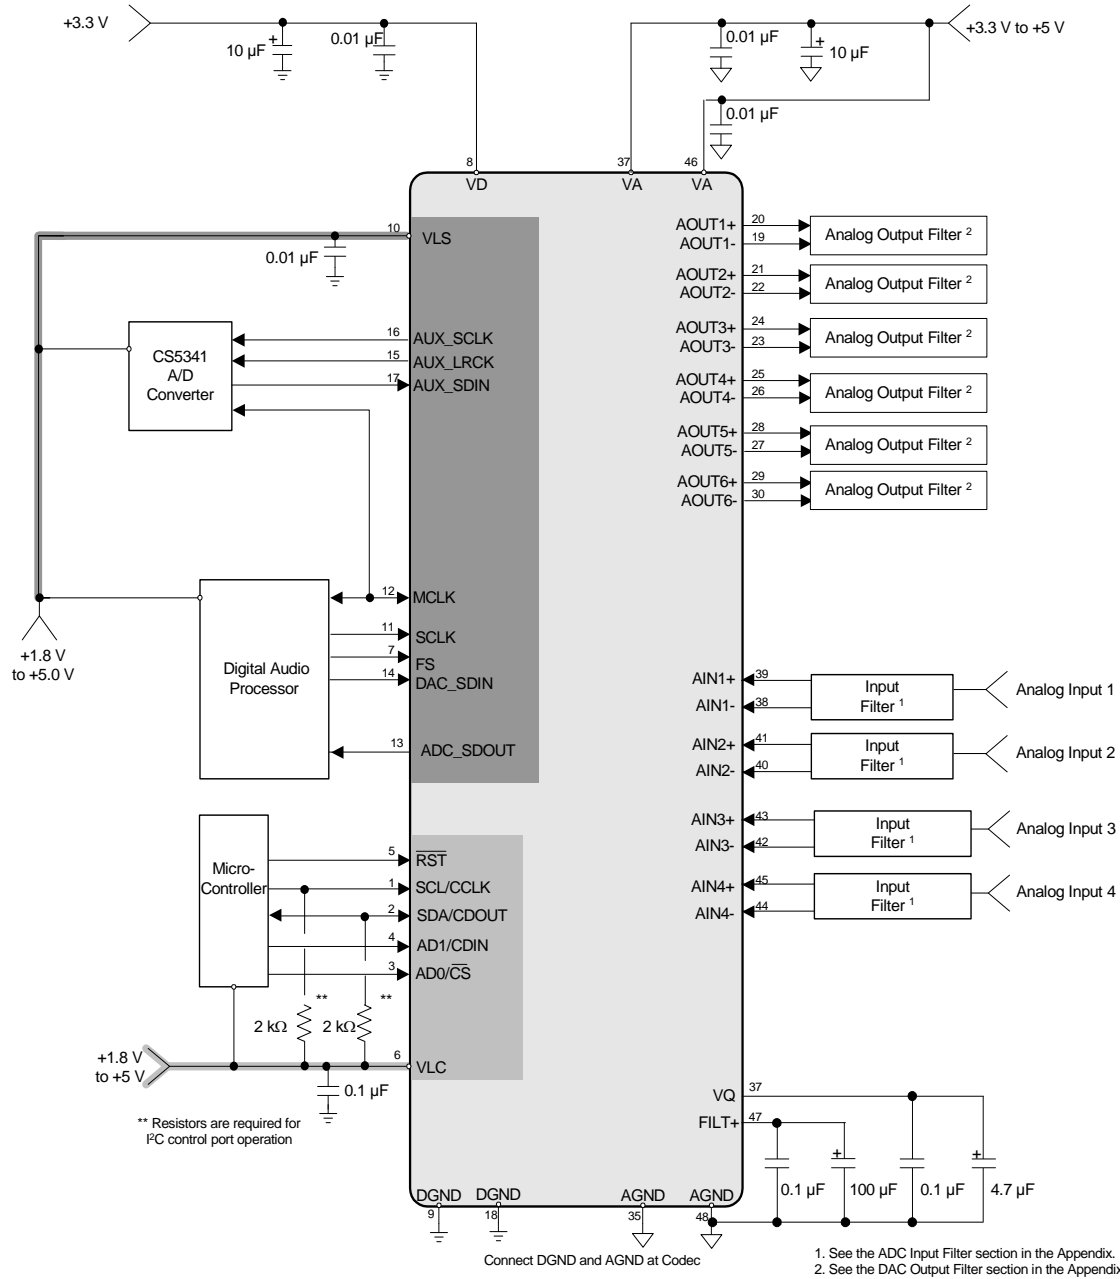 +3.3 V
10 µF
+
0.01 µF
0.01 µF
+
10 µF
+3.3 V to +5 V
0.01 µF
8
VD
37
VA
46
VA
10
VLS
0.01 µF
CS5341
A/D
Converter
16
AUX_SCLK
15
AUX_LRCK
17
AUX_SDIN
+1.8 V
to +5.0 V
Digital Audio
Processor
12
MCLK
11
SCLK
7
FS
14
DAC_SDIN
13
ADC_SDOUT
Micro-
Controller
5
RST
1
SCL/CCLK
2
SDA/CDOUT
4
AD1/CDIN
3
AD0/CS
**
**
2 kΩ
2 kΩ
+1.8 V
to +5 V
6
VLC
0.1 µF
** Resistors are required for
I²C control port operation
AOUT1+
20
AOUT1-
19
Analog Output Filter ²
AOUT2+
21
AOUT2-
22
Analog Output Filter ²
AOUT3+
24
AOUT3-
23
Analog Output Filter ²
AOUT4+
25
AOUT4-
26
Analog Output Filter ²
AOUT5+
28
AOUT5-
27
Analog Output Filter ²
AOUT6+
29
AOUT6-
30
Analog Output Filter ²
AIN1+
39
AIN1-
38
Input
Filter ¹
Analog Input 1
AIN2+
41
AIN2-
40
Input
Filter ¹
Analog Input 2
AIN3+
43
AIN3-
42
Input
Filter ¹
Analog Input 3
AIN4+
45
AIN4-
44
Input
Filter ¹
Analog Input 4
VQ
37
FILT+
47
0.1 µF
+
100 µF
0.1 µF
+
4.7 µF
DGND
9
DGND
18
AGND
35
AGND
48
Connect DGND and AGND at Codec
1. See the ADC Input Filter section in the Appendix.
2. See the DAC Output Filter section in the Appendix